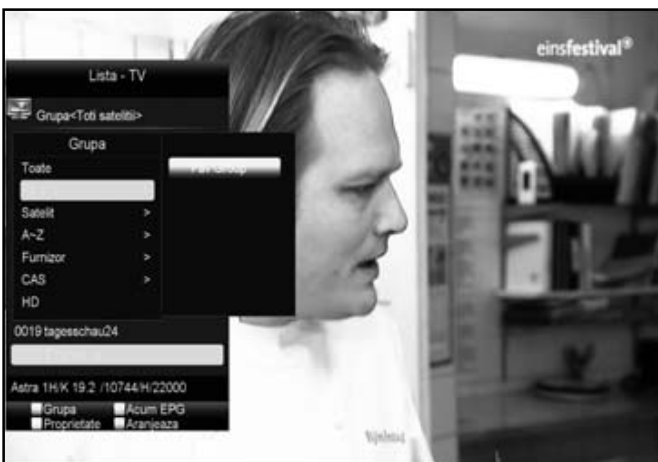 einsfestival
Lista - TV
Grupa<Toti satelitii>
Grupa
Toate
Fav Group
Satelit >
A~Z >
Furnizor >
CAS >
HD
0019 tagesschau24
Astra 1H/K 19.2 /10744/H/22000
Grupa Acum EPG
Proprietate Aranjeaza